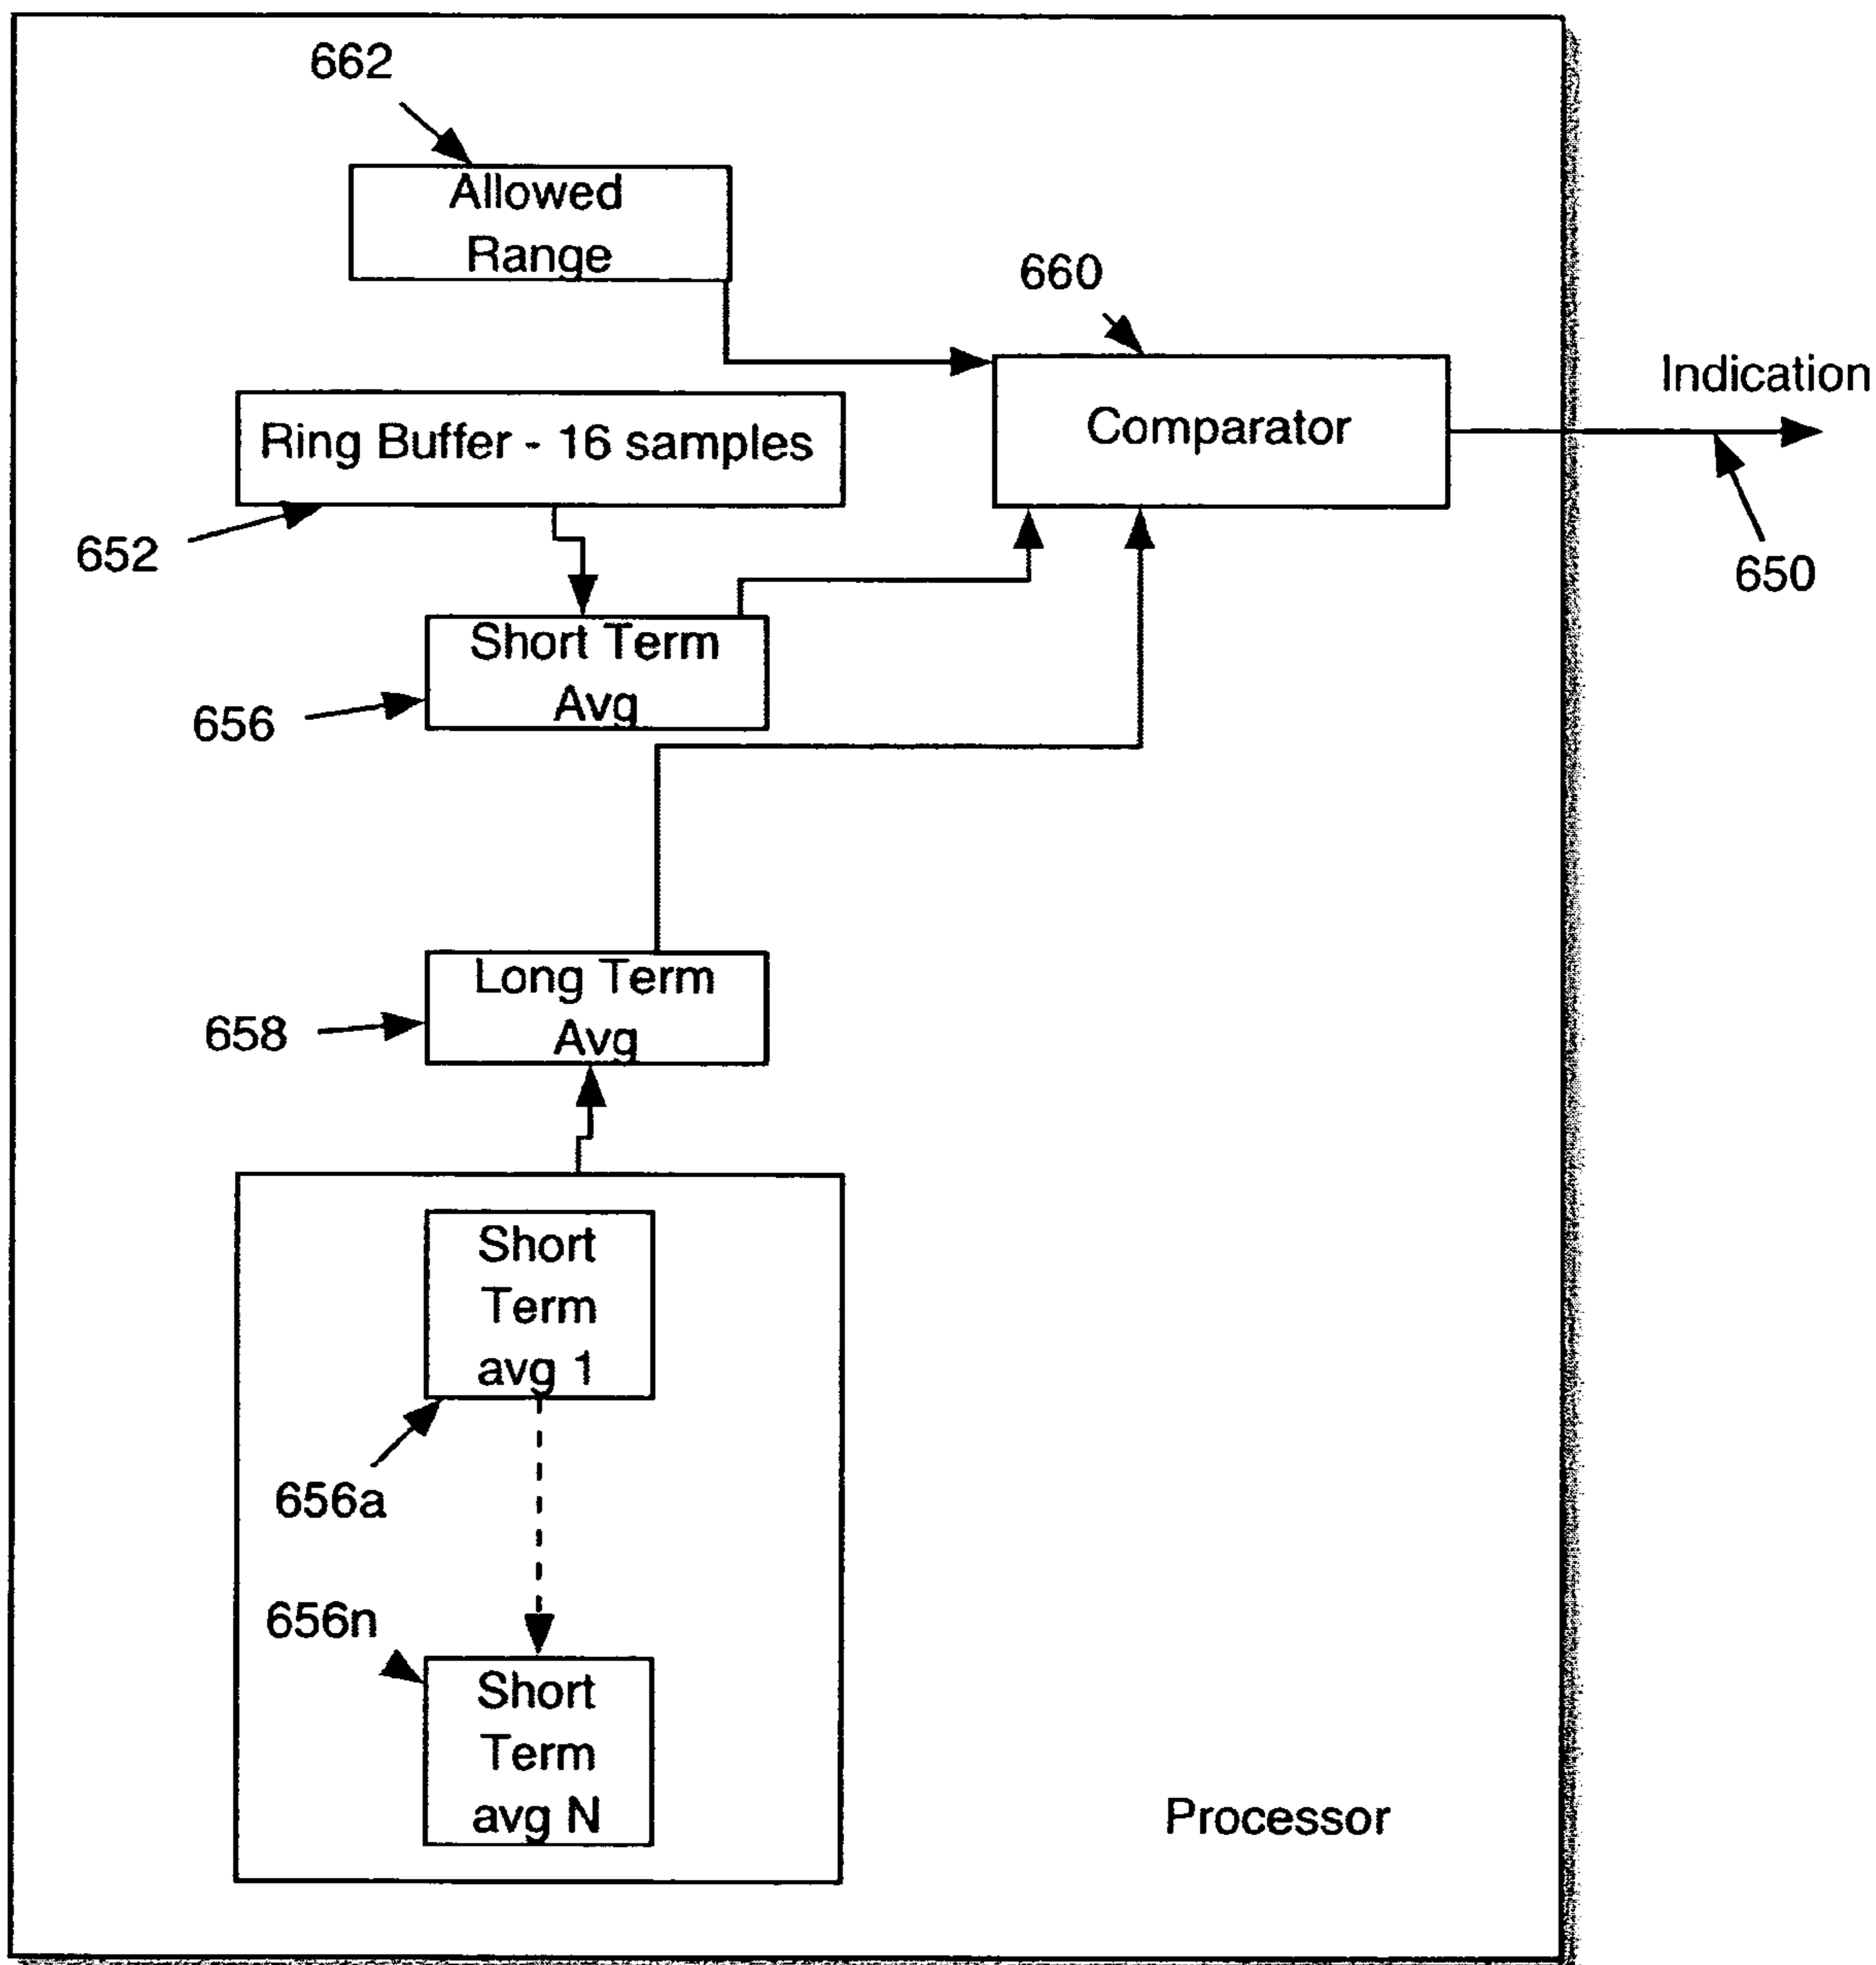 662
Allowed
Range
660
Indication
Ring Buffer - 16 samples
Comparator
652
650
Short Term
Avg
656
Long Term
Avg
658
Short
Term
avg 1
656a
656n
Short
Term
avg N
Processor